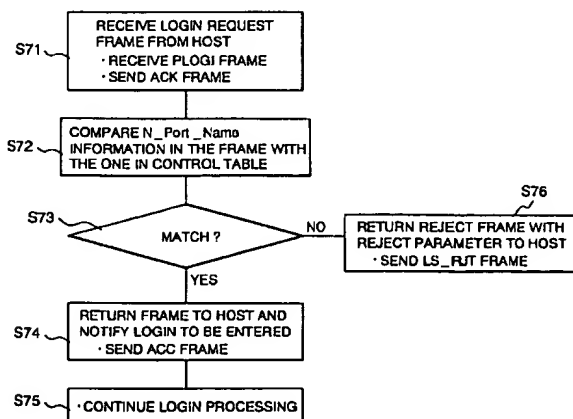 S71
RECEIVE LOGIN REQUEST
FRAME FROM HOST
・RECEIVE PLOGI FRAME
・SEND ACK FRAME
S72
COMPARE N_Port_Name
INFORMATION IN THE FRAME WITH
THE ONE IN CONTROL TABLE
S73
MATCH ?
NO
YES
S76
RETURN REJECT FRAME WITH
REJECT PARAMETER TO HOST
・SEND LS_RJT FRAME
S74
RETURN FRAME TO HOST AND
NOTIFY LOGIN TO BE ENTERED
・SEND ACC FRAME
S75
・CONTINUE LOGIN PROCESSING